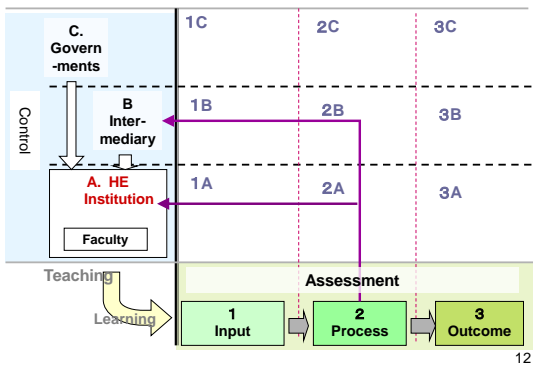 C.
Govern
-ments
1C
2C
3C
Control
B
Inter-
mediary
1B
2B
3B
A. HE
Institution
Faculty
1A
2A
3A
Teaching
Learning
Assessment
1
Input
2
Process
3
Outcome
12